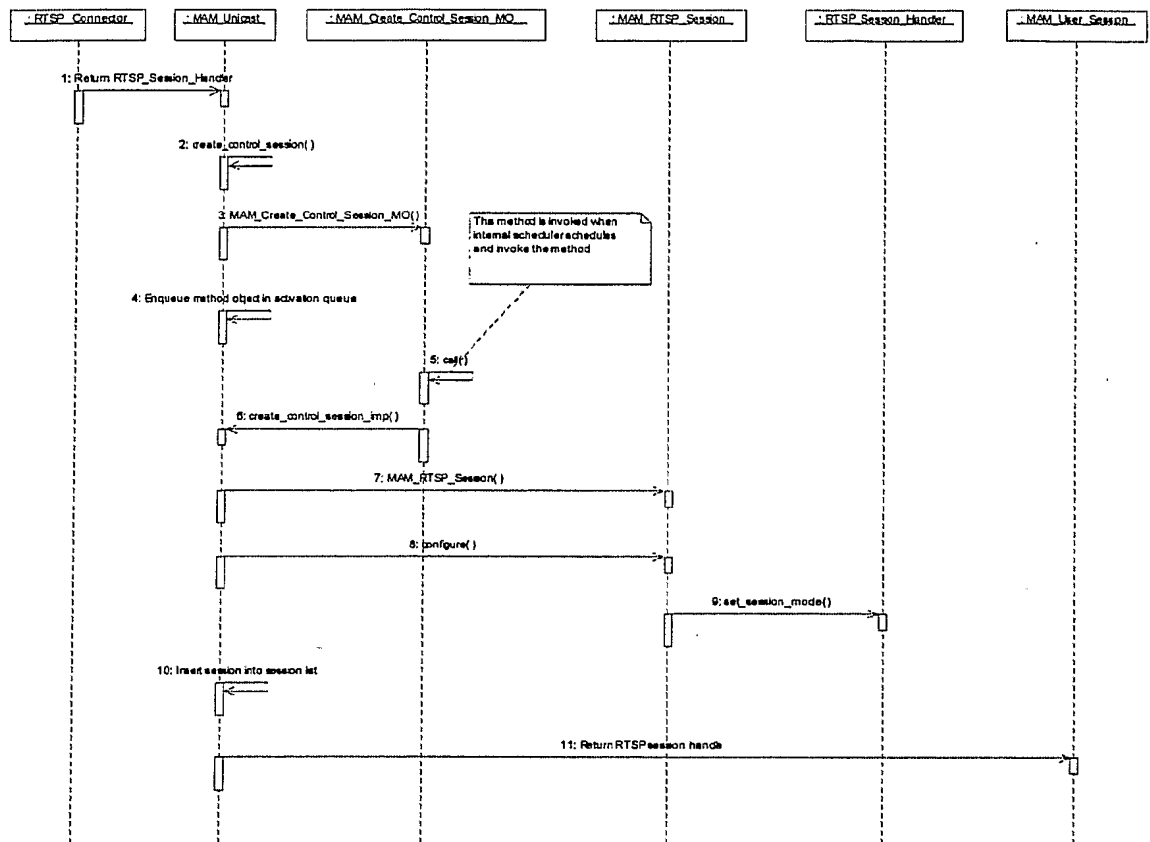 : RTSP_Connector
: MAM_Unicast
: MAM_Create_Control_Session_MO
: MAM_RTSP_Session
: RTSP_Session_Handler
: MAM_User_Session
1: Return RTSP_Session_Handler
2: create_control_session( )
3: MAM_Create_Control_Session_MO()
This method is invoked when
internal scheduler schedules
and invoke the method
4: Enqueue method object in activation queue
5: call( )
6: create_control_session_imp( )
7: MAM_RTSP_Session( )
8: configure( )
9: set_session_mode( )
10: Insert session into session list
11: Return RTSP session handle